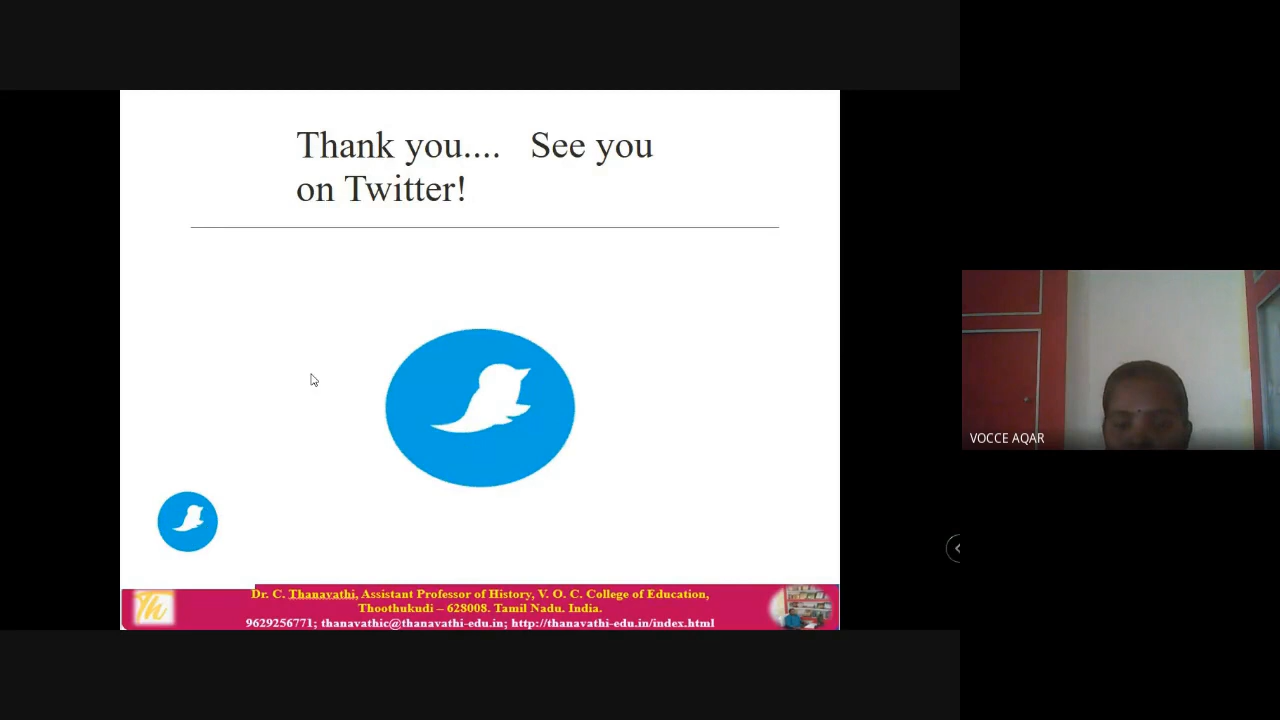 Thank you.... See you
on Twitter!
Th
Dr. C. Thanavathi, Assistant Professor of History, V. O. C. College of Education,
Thoothukudi – 628008. Tamil Nadu. India.
9629256771; thanavathic@thanavathi-edu.in; http://thanavathi-edu.in/index.html
VOCCE AQAR